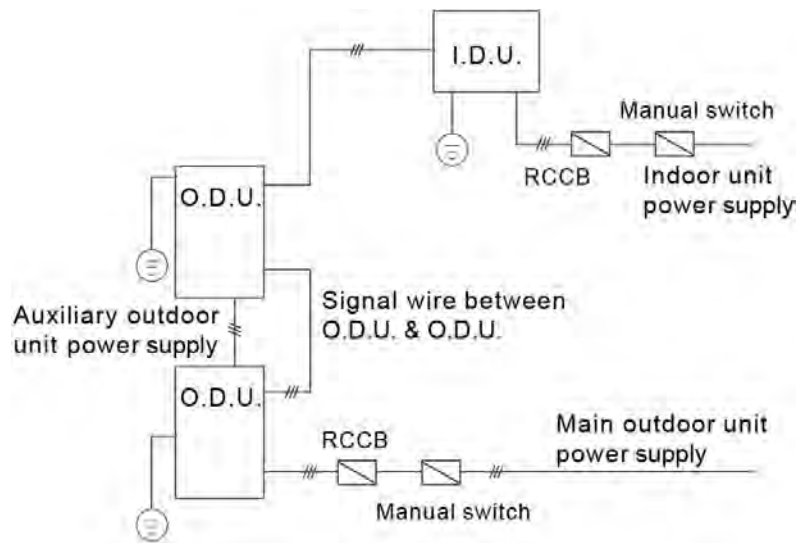 I.D.U.
Manual switch
RCCB
Indoor unit
power supply
O.D.U.
Signal wire between
O.D.U. & O.D.U.
Auxiliary outdoor
unit power supply
O.D.U.
RCCB
Main outdoor unit
power supply
Manual switch